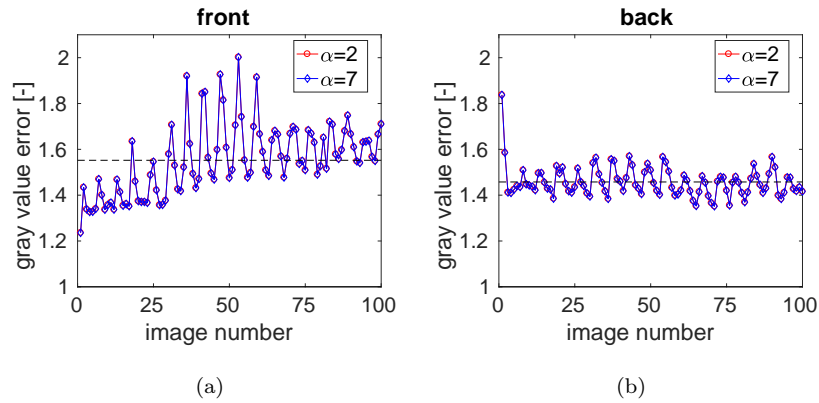 front
gray value error [-]
2
1.8
1.6
1.4
1.2
1
0
25
50
75
100
image number
α=2
α=7
(a)
back
gray value error [-]
2
1.8
1.6
1.4
1.2
1
0
25
50
75
100
image number
α=2
α=7
(b)